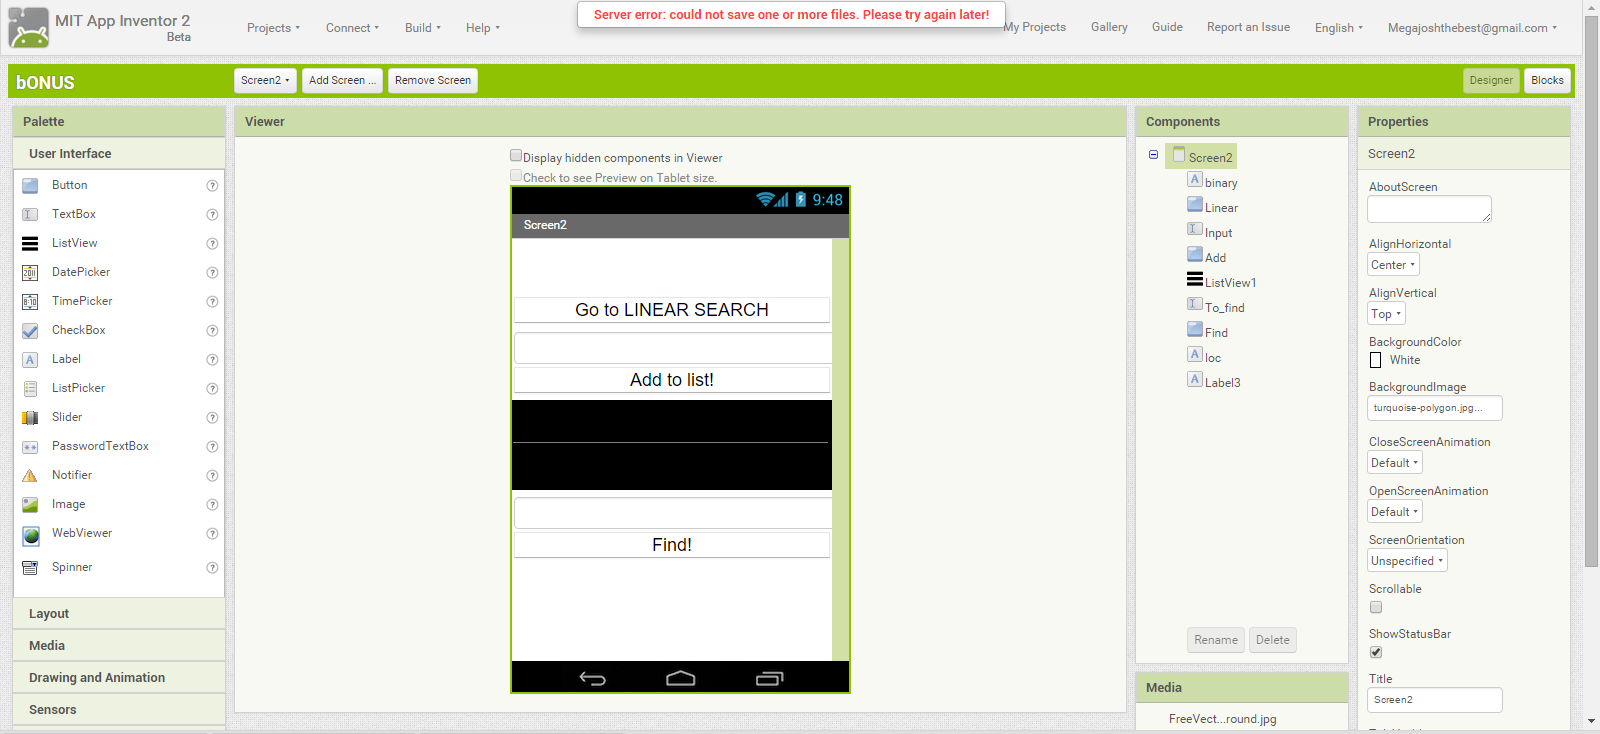 MIT App Inventor 2
Beta
Projects
Connect
Build
Help
Server error: could not save one or more files. Please try again later!
My Projects
Gallery
Guide
Report an Issue
English
Megajoshthebest@gmail.com
bONUS
Screen2
Add Screen ...
Remove Screen
Designer
Blocks
Palette
User Interface
Button
TextBox
ListView
DatePicker
TimePicker
CheckBox
Label
ListPicker
Slider
PasswordTextBox
Notifier
Image
WebViewer
Spinner
Layout
Media
Drawing and Animation
Sensors
Viewer
Display hidden components in Viewer
Check to see Preview on Tablet size.
9:48
Screen2
Go to LINEAR SEARCH
Add to list!
Find!
Components
Screen2
binary
Linear
Input
Add
ListView1
To_find
Find
loc
Label3
Rename
Delete
Media
FreeVect...round.jpg
Properties
Screen2
AboutScreen
AlignHorizontal
Center
AlignVertical
Top
BackgroundColor
White
BackgroundImage
turquoise-polygon.jpg...
CloseScreenAnimation
Default
OpenScreenAnimation
Default
ScreenOrientation
Unspecified
Scrollable
ShowStatusBar
Title
Screen2